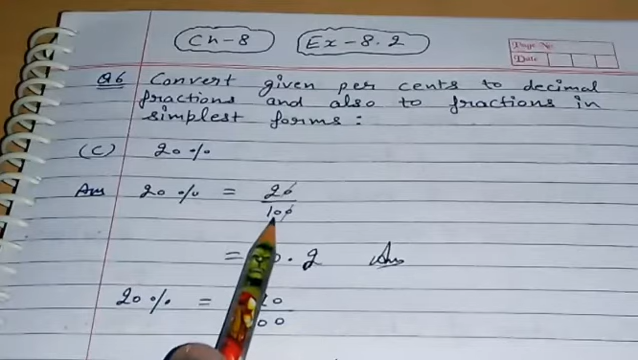 Ch-8 Ex-8.2
Page No.
Date
Q6 Convert given per cents to decimal
fractions and also to fractions in
simplest forms:
(C) 20%
Ans 20% = 20/100
= 0.2 Ans
20% =